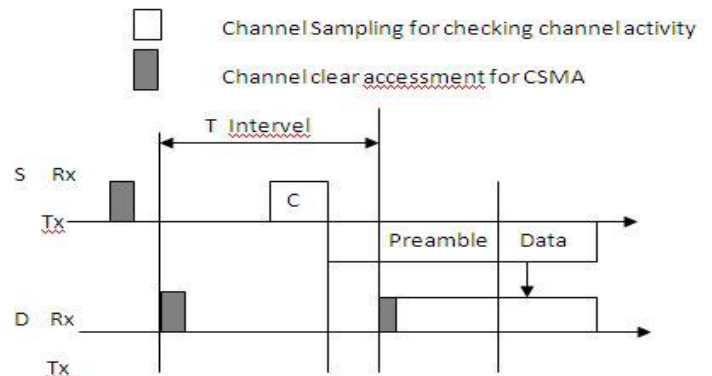 Channel Sampling for checking channel activity
Channel clear accessment for CSMA
T Intervel
S Rx
C
Tx
Preamble Data
D Rx
Tx